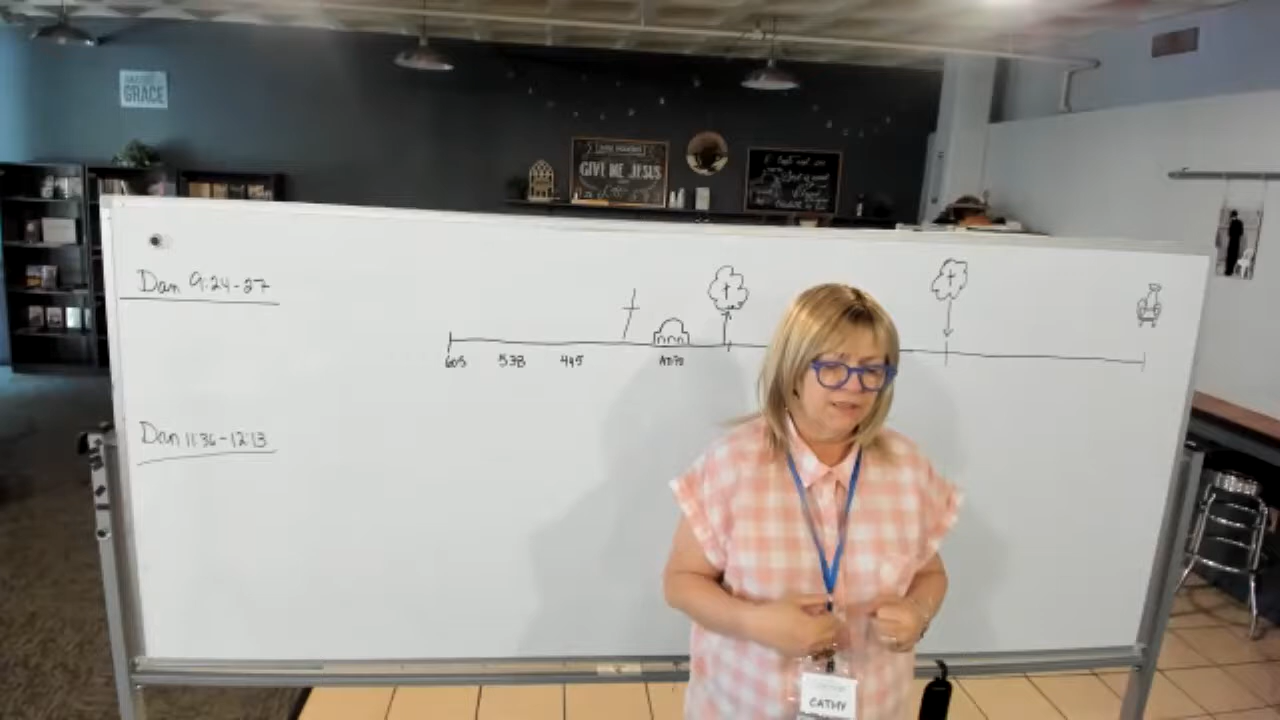 GRACE
GIVE ME JESUS
Dan 9:24-27
605 538 445 AD70
Dan 11:36-12:13
CATHY